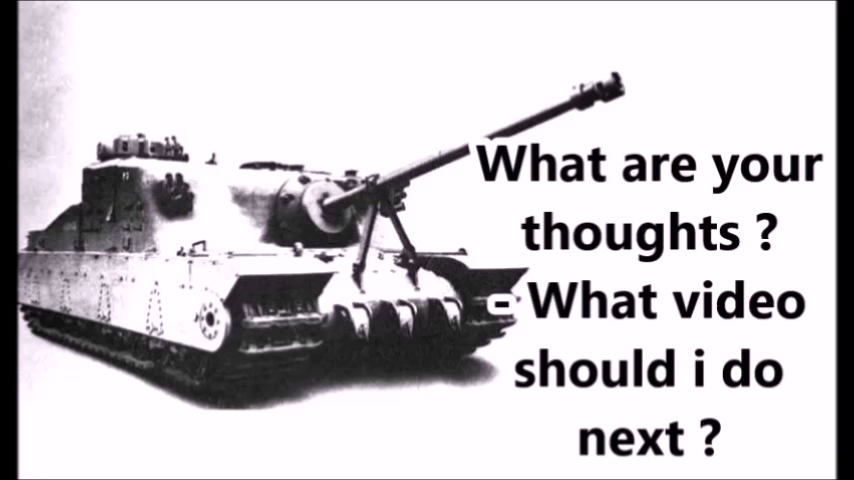 What are your
thoughts ?
- What video
should i do
next ?